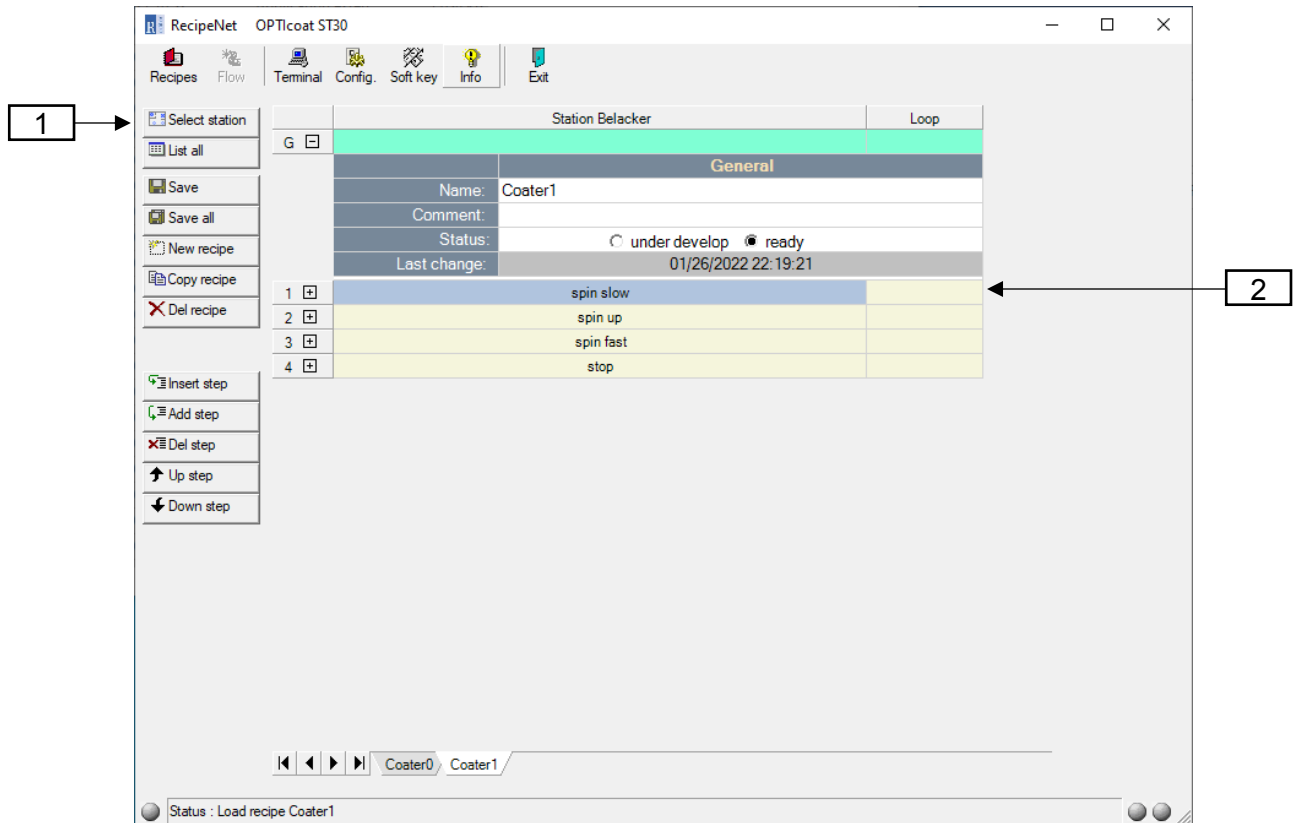 RecipeNet OPTIcoat ST30
Recipes Flow Terminal Config. Soft key Info Exit
1
Select station
List all
Save
Save all
New recipe
Copy recipe
Del recipe
Insert step
Add step
Del step
Up step
Down step
Station Belacker Loop
G
General
Name: Coater1
Comment:
Status: under develop ready
Last change: 01/26/2022 22:19:21
1 spin slow
2 spin up
3 spin fast
4 stop
2
Coater0 Coater1
Status : Load recipe Coater1